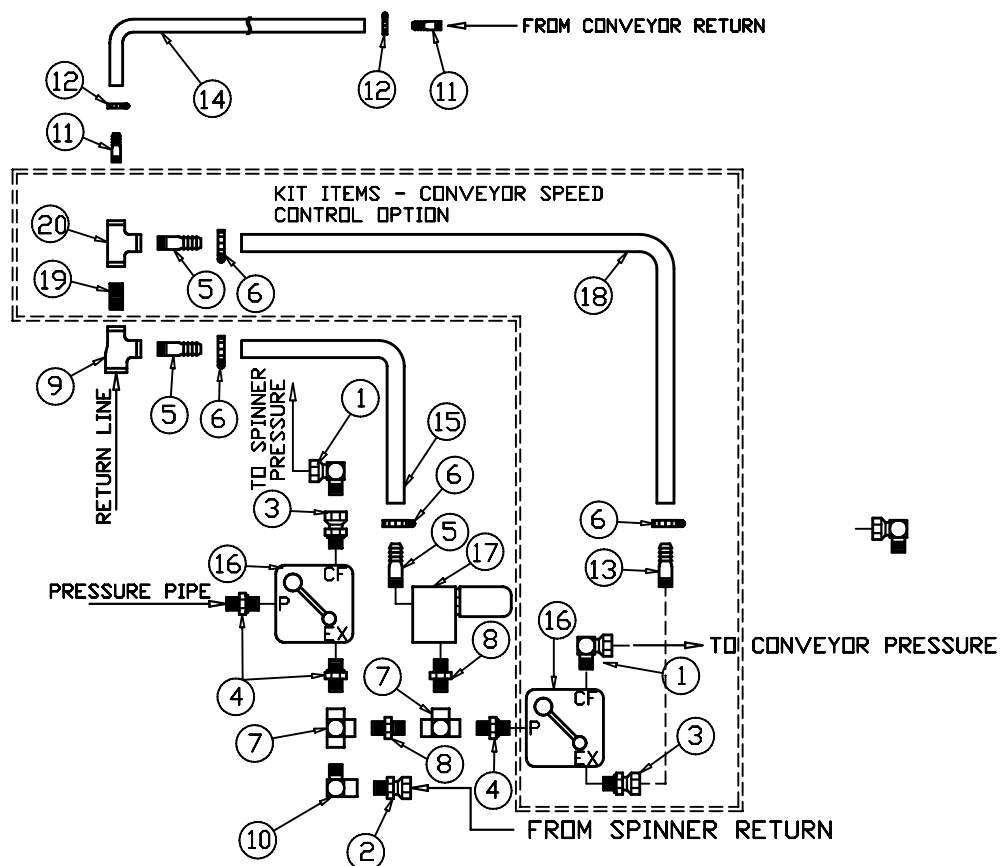 FROM CONVEYOR RETURN
12
14
12
11
11
KIT ITEMS - CONVEYOR SPEED
CONTROL OPTION
20
19
5
6
18
9
5
6
RETURN LINE
TO SPINNER
PRESSURE
1
15
3
6
6
5
17
13
16
CF
PRESSURE PIPE
P
EX
16
TO CONVEYOR PRESSURE
8
1
4
7
CF
P
3
7
8
EX
4
10
2
FROM SPINNER RETURN